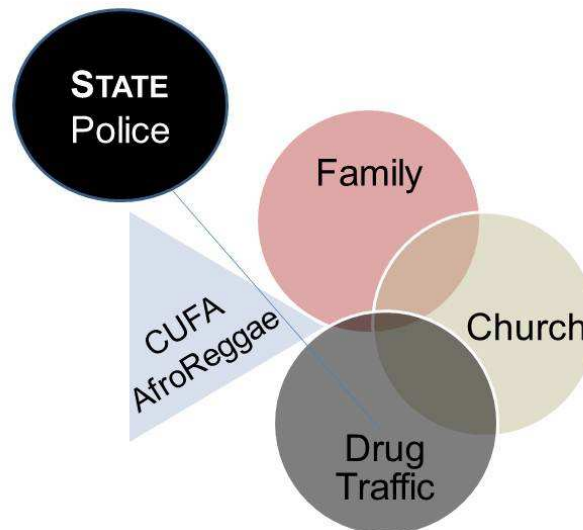 STATE
Police
Family
CUFA
AfroReggae
Church
Drug
Traffic